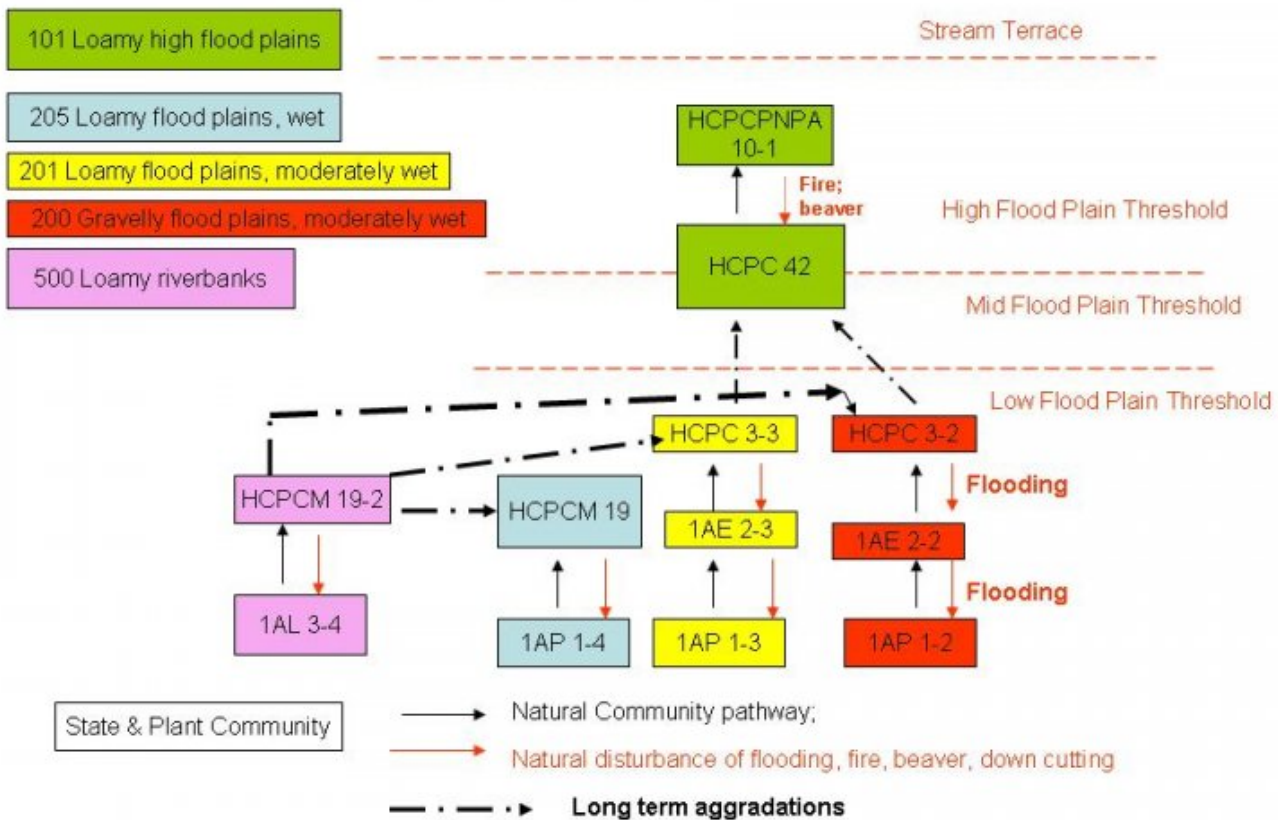 101 Loamy high flood plains
205 Loamy flood plains, wet
201 Loamy flood plains, moderately wet
200 Gravelly flood plains, moderately wet
500 Loamy riverbanks
Stream Terrace
HCPCPNPA
10-1
Fire;
beaver
High Flood Plain Threshold
HCPC 42
Mid Flood Plain Threshold
Low Flood Plain Threshold
HCPC 3-3
HCPC 3-2
HCPCM 19-2
HCPCM 19
Flooding
1AE 2-3
1AE 2-2
Flooding
1AL 3-4
1AP 1-4
1AP 1-3
1AP 1-2
State & Plant Community
Natural Community pathway;
Natural disturbance of flooding, fire, beaver, down cutting
Long term aggradations